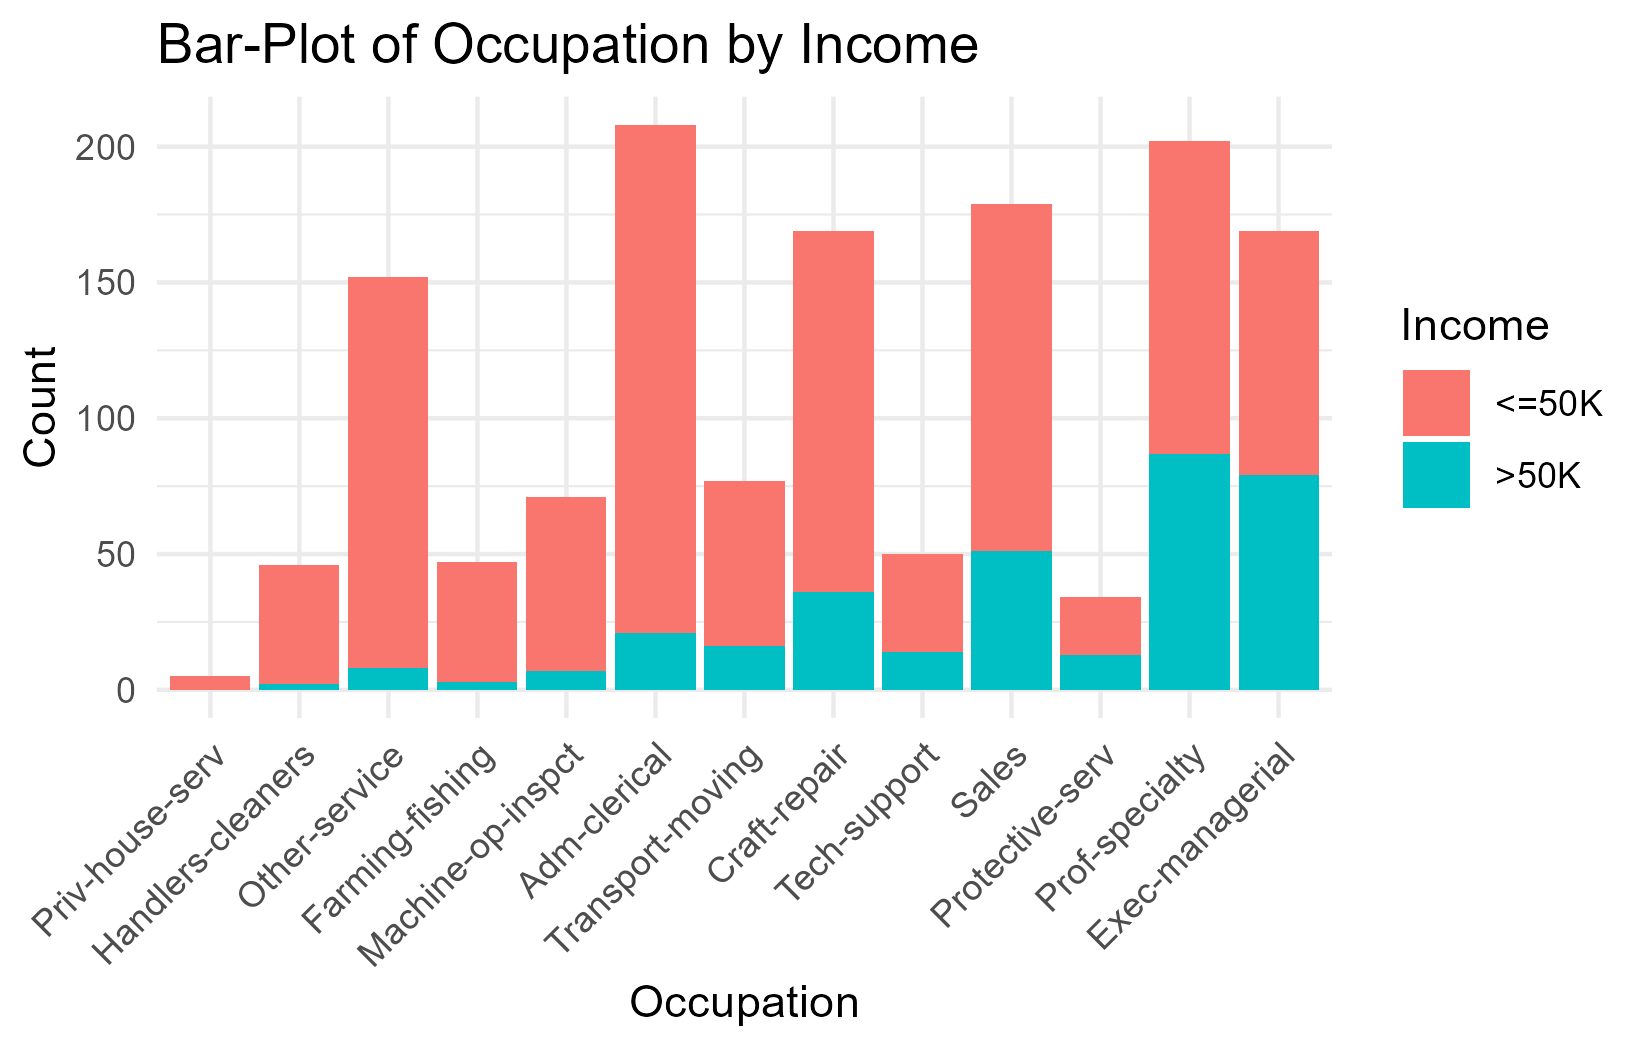 Bar-Plot of Occupation by Income
200
150
100
50
0
Count
Priv-house-serv
Handlers-cleaners
Other-service
Farming-fishing
Machine-op-inspct
Adm-clerical
Transport-moving
Craft-repair
Tech-support
Sales
Protective-serv
Prof-specialty
Exec-managerial
Occupation
Income
<=50K
>50K